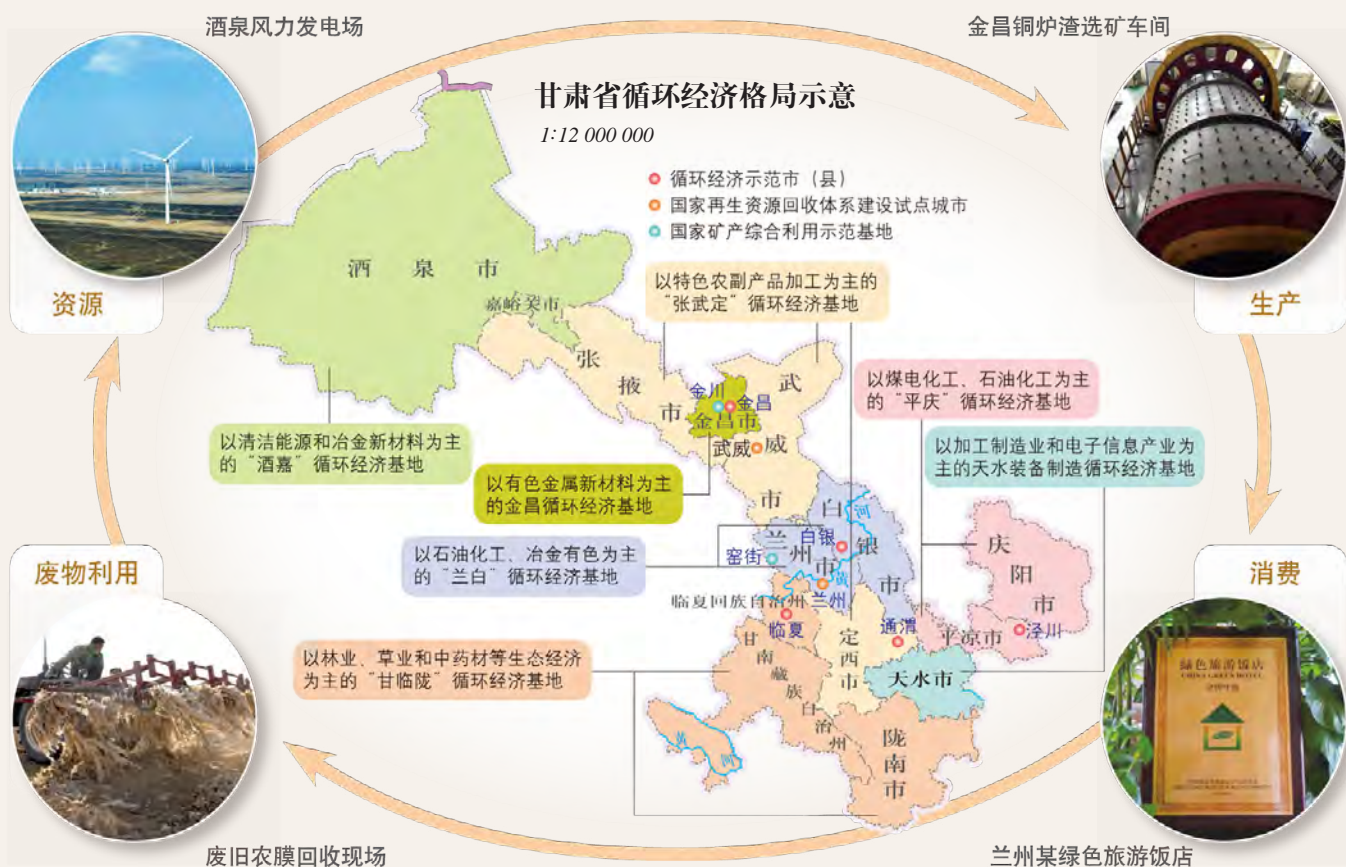 酒泉风力发电场
金昌铜炉渣选矿车间
甘肃省循环经济格局示意
1:12 000 000
循环经济示范市（县）
国家再生资源回收体系建设试点城市
国家矿产综合利用示范基地
资源
生产
以特色农副产品加工为主的
“张武定”循环经济基地
酒泉市
嘉峪关市
张掖市
武威市
金川
金昌
金昌市
武威
以煤电化工、石油化工为主
的“平庆”循环经济基地
以清洁能源和冶金新材料为主
的“酒嘉”循环经济基地
以加工制造业和电子信息产业为
主的天水装备制造循环经济基地
以有色金属新材料为主
的金昌循环经济基地
以石油化工、冶金有色为主
的“兰白”循环经济基地
白银市
白银
黄河
兰州市
窑街
兰州
庆阳市
废物利用
消费
临夏回族自治州
临夏
定西市
通渭
平凉市
泾川
以林业、草业和中药材等生态经济
为主的“甘临陇”循环经济基地
甘南藏族自治州
天水市
陇南市
黄河
绿色旅游饭店
CHINA GREEN HOTEL
废旧农膜回收现场
兰州某绿色旅游饭店